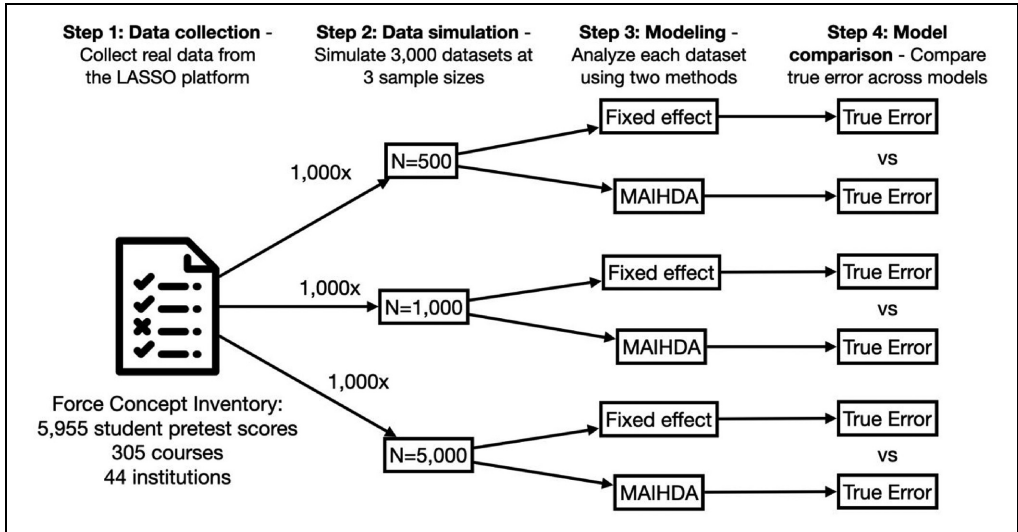 Step 1: Data collection -
Collect real data from
the LASSO platform
Step 2: Data simulation -
Simulate 3,000 datasets at
3 sample sizes
Step 3: Modeling -
Analyze each dataset
using two methods
Step 4: Model
comparison - Compare
true error across models
1,000x
N=500
Fixed effect
True Error
vs
MAIHDA
True Error
1,000x
N=1,000
Fixed effect
True Error
vs
MAIHDA
True Error
1,000x
N=5,000
Fixed effect
True Error
vs
MAIHDA
True Error
Force Concept Inventory:
5,955 student pretest scores
305 courses
44 institutions